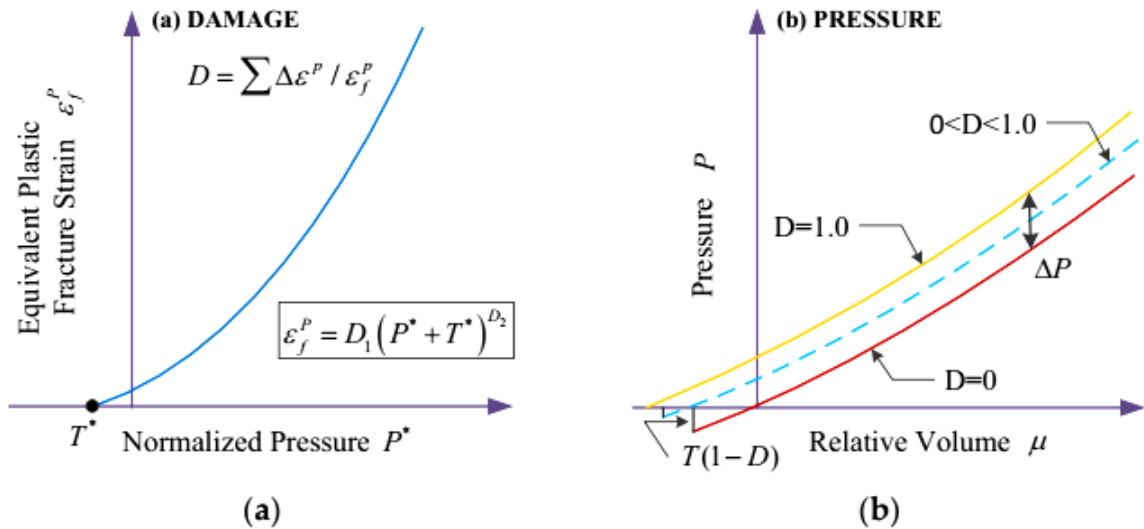 (a) DAMAGE
D = ∑ Δε^p / ε_f^p
Equivalent Plastic
Fracture Strain ε_f^P
ε_f^P = D_1 (P* + T*)^{D_2}
T*
Normalized Pressure P*
(a)
(b) PRESSURE
0<D<1.0
Pressure P
D=1.0
ΔP
D=0
T(1−D)
Relative Volume μ
(b)